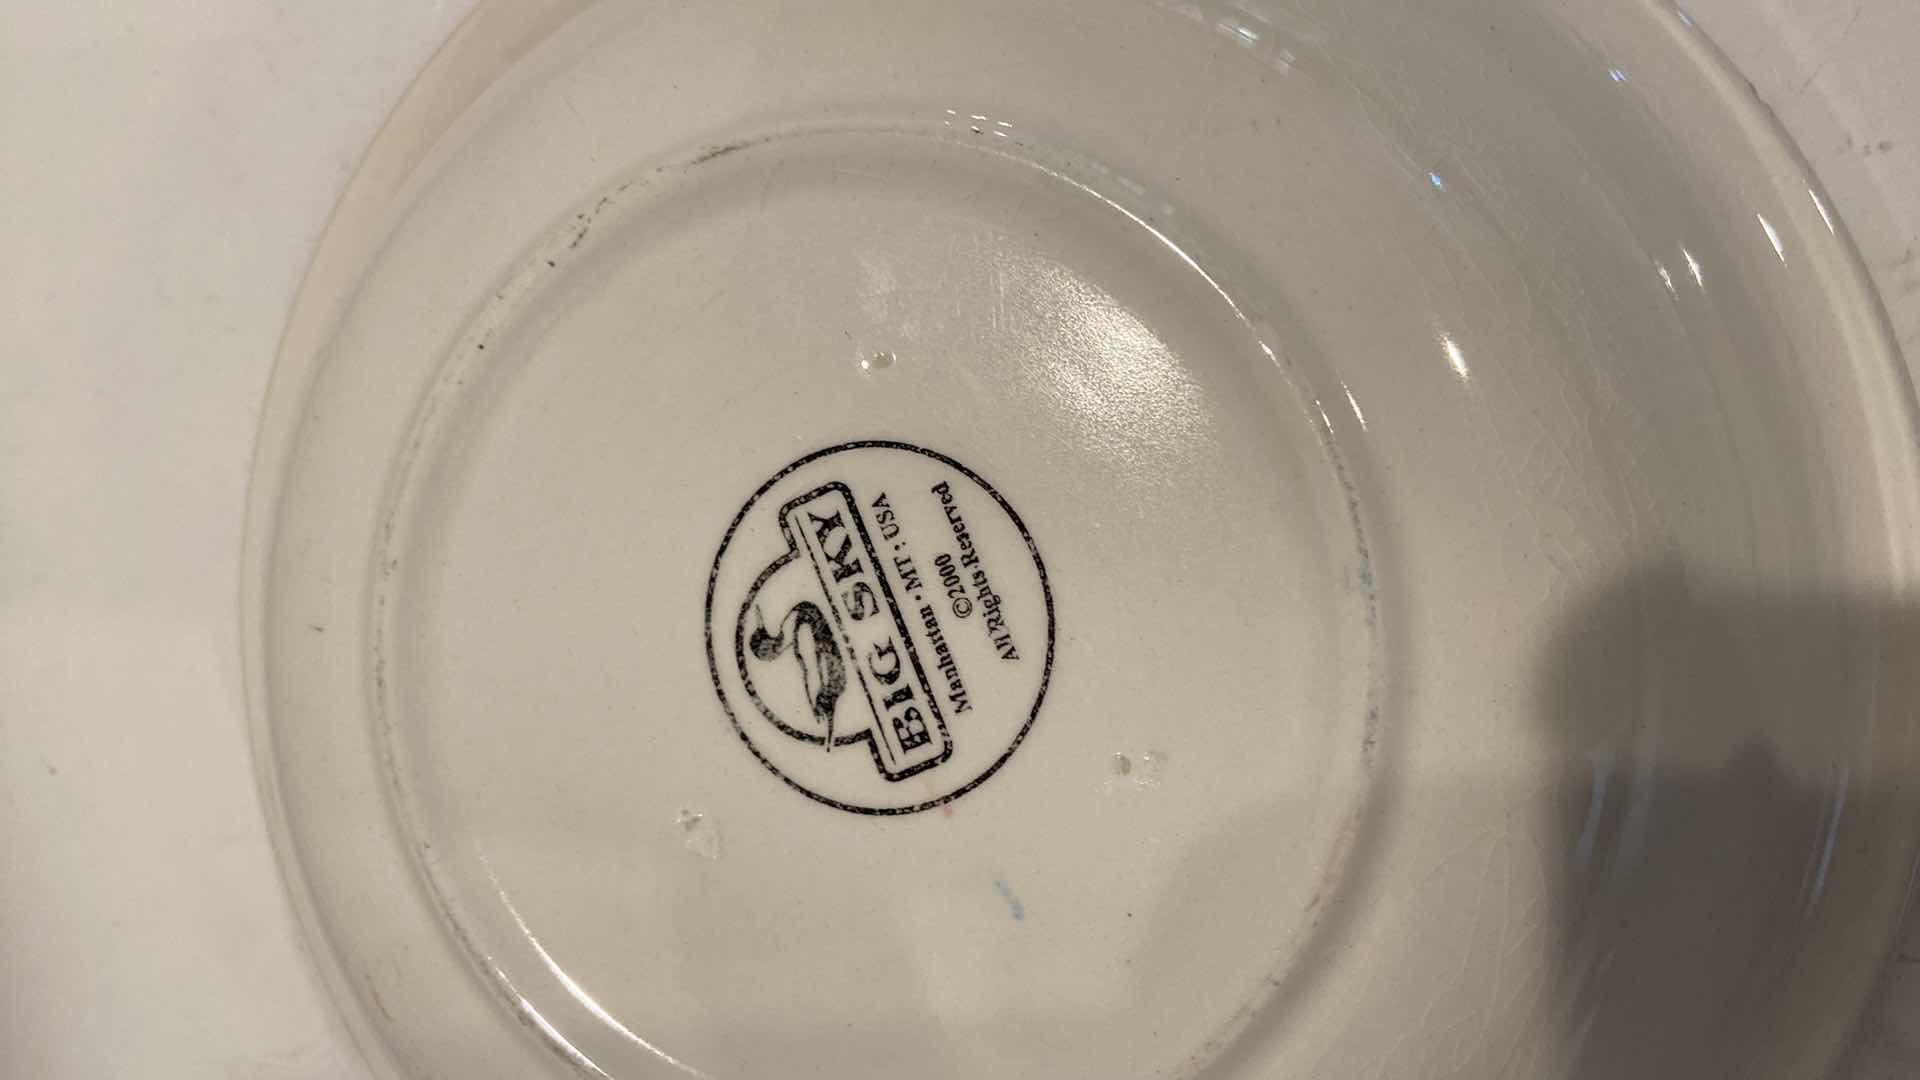 BIG SKY
Manhattan • MT : USA
©2000
All Rights Reserved